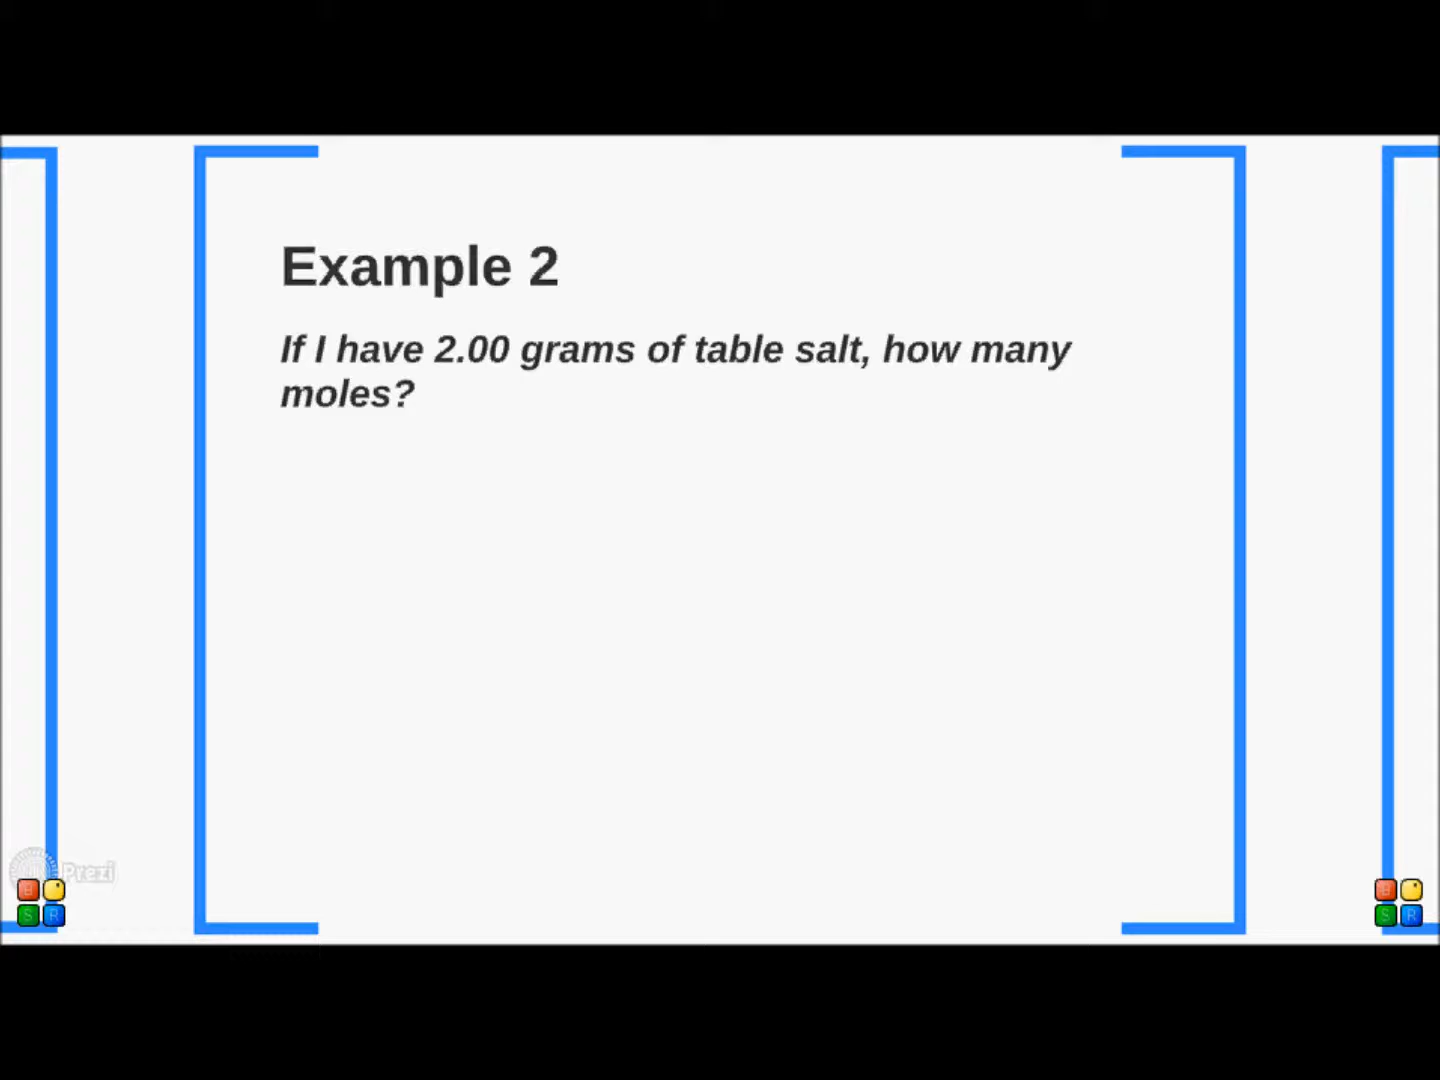 Example 2
If I have 2.00 grams of table salt, how many
moles?
Prezi
B
S R
B
S R